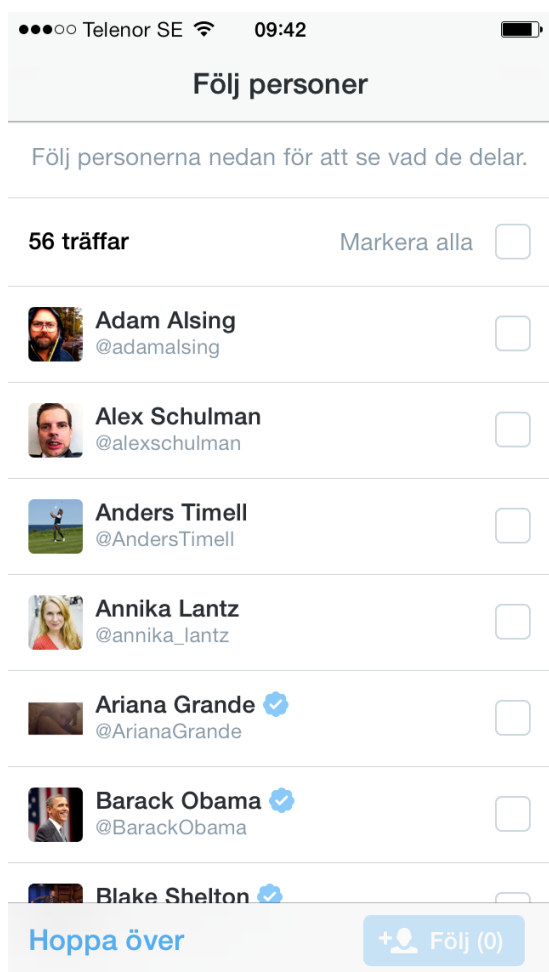 Telenor SE 09:42
Följ personer
Följ personerna nedan för att se vad de delar.
56 träffar Markera alla
Adam Alsing
@adamalsing
Alex Schulman
@alexschulman
Anders Timell
@AndersTimell
Annika Lantz
@annika_lantz
Ariana Grande
@ArianaGrande
Barack Obama
@BarackObama
Blake Shelton
Hoppa över Följ (0)